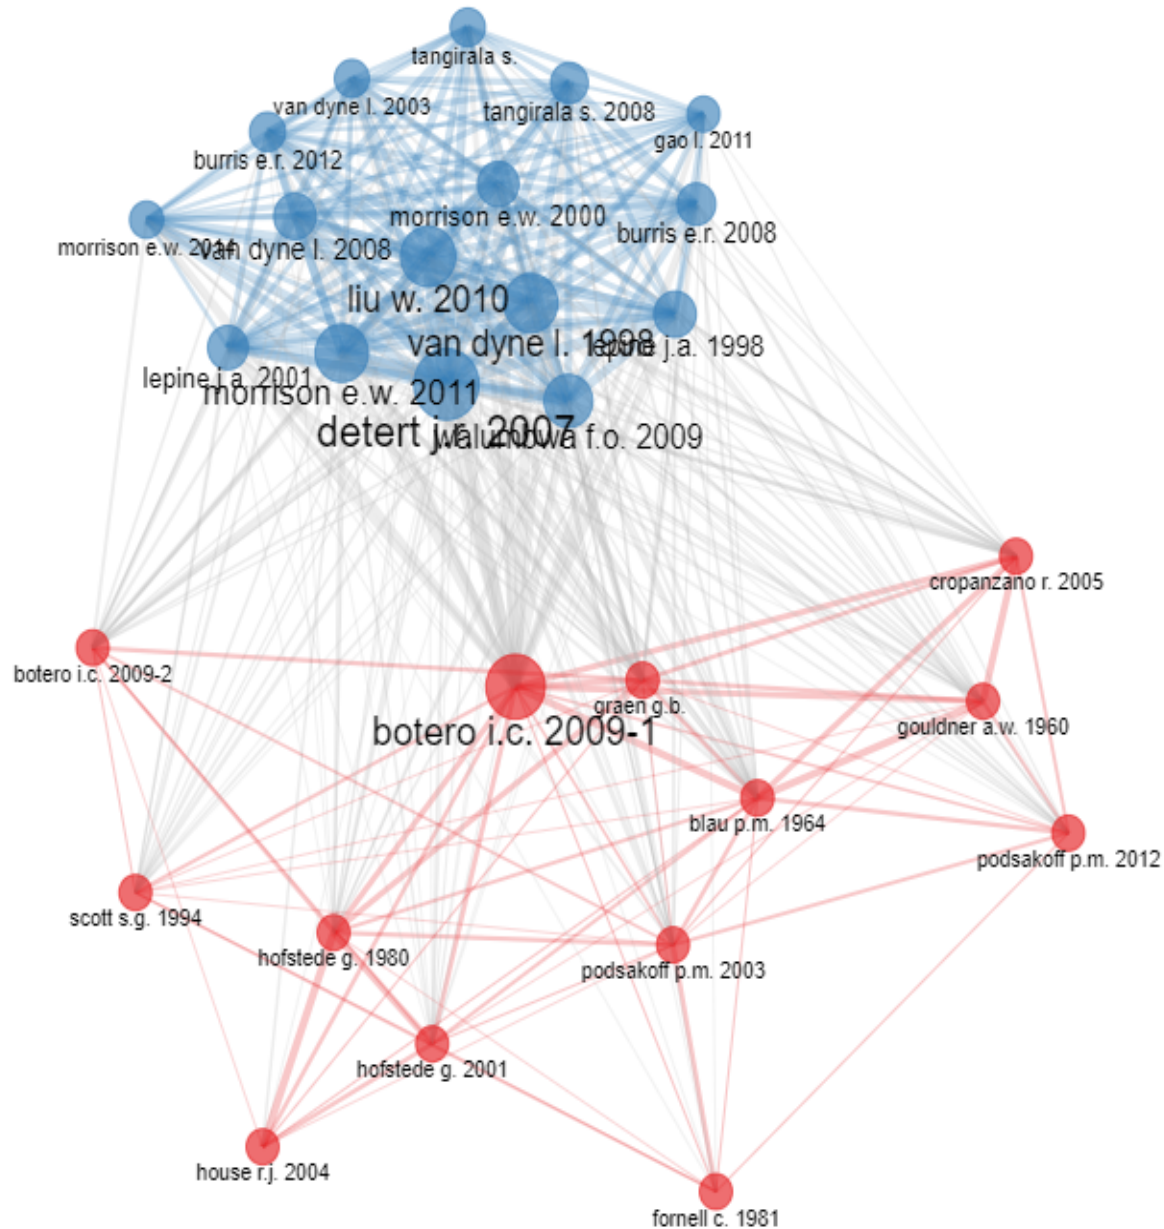 tangirala s.
van dyne l. 2003
tangirala s. 2008
gao l. 2011
burris e.r. 2012
morrison e.w. 2000
burris e.r. 2008
morrison e.w. 2014
van dyne l. 2008
liu w. 2010
van dyne l. 1998
lepine j.a. 1998
lepine j.a. 2001
morrison e.w. 2011
detert j.r. 2007
walumbwa f.o. 2009
cropanzano r. 2005
botero i.c. 2009-2
graen g.b.
botero i.c. 2009-1
gouldner a.w. 1960
blau p.m. 1964
podsakoff p.m. 2012
scott s.g. 1994
hofstede g. 1980
podsakoff p.m. 2003
hofstede g. 2001
house r.j. 2004
fornell c. 1981